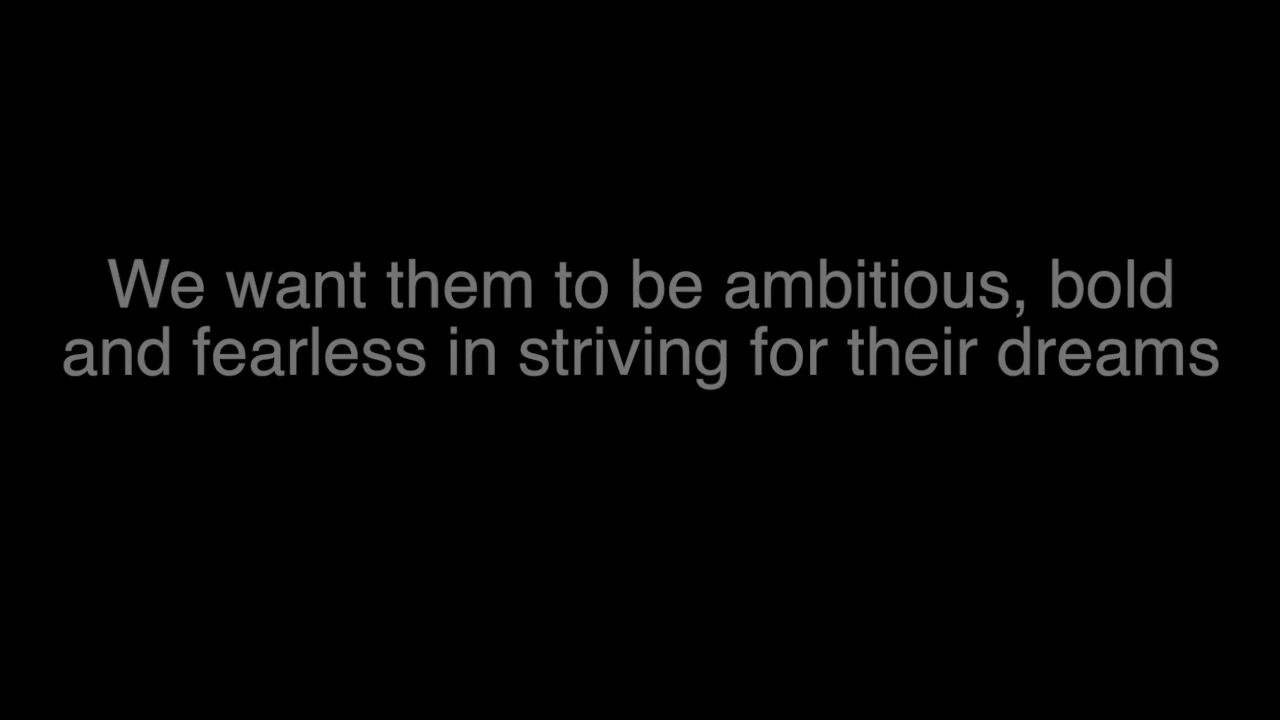 We want them to be ambitious, bold
and fearless in striving for their dreams